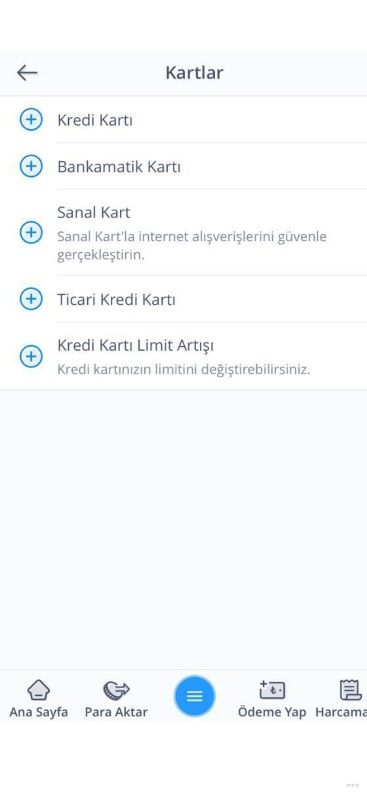 Kartlar
Kredi Kartı
Bankamatik Kartı
Sanal Kart
Sanal Kart'la internet alışverişlerini güvenle
gerçekleştirin.
Ticari Kredi Kartı
Kredi Kartı Limit Artışı
Kredi kartınızın limitini değiştirebilirsiniz.
Ana Sayfa Para Aktar Ödeme Yap Harcama